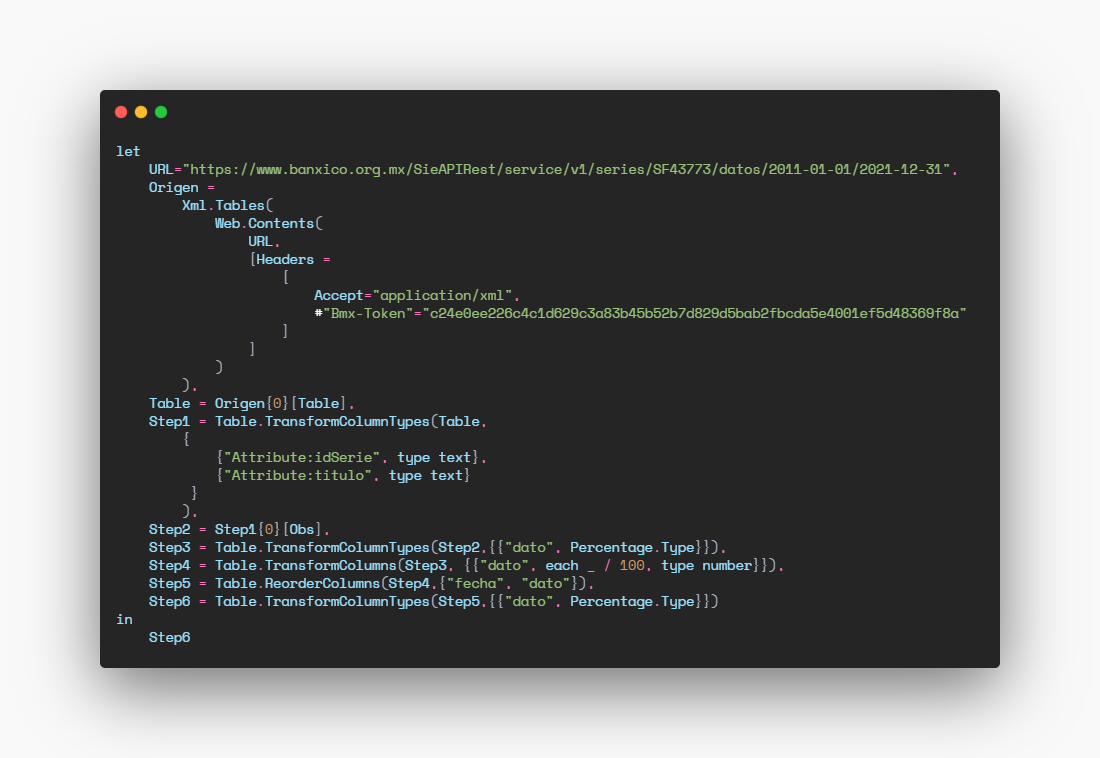 let
    URL="https://www.banxico.org.mx/SieAPIRest/service/v1/series/SF43773/datos/2011-01-01/2021-12-31",
    Origen =
        Xml.Tables(
            Web.Contents(
                URL,
                [Headers =
                    [
                        Accept="application/xml",
                        #"Bmx-Token"="c24e0ee226c4c1d629c3a83b45b52b7d829d5bab2fbcda5e4001ef5d48369f8a"
                    ]
                ]
            )
        ),
    Table = Origen{0}[Table],
    Step1 = Table.TransformColumnTypes(Table,
        {
            {"Attribute:idSerie", type text},
            {"Attribute:titulo", type text}
         }
        ),
    Step2 = Step1{0}[Obs],
    Step3 = Table.TransformColumnTypes(Step2,{{"dato", Percentage.Type}}),
    Step4 = Table.TransformColumns(Step3, {{"dato", each _ / 100, type number}}),
    Step5 = Table.ReorderColumns(Step4,{"fecha", "dato"}),
    Step6 = Table.TransformColumnTypes(Step5,{{"dato", Percentage.Type}})
in
    Step6